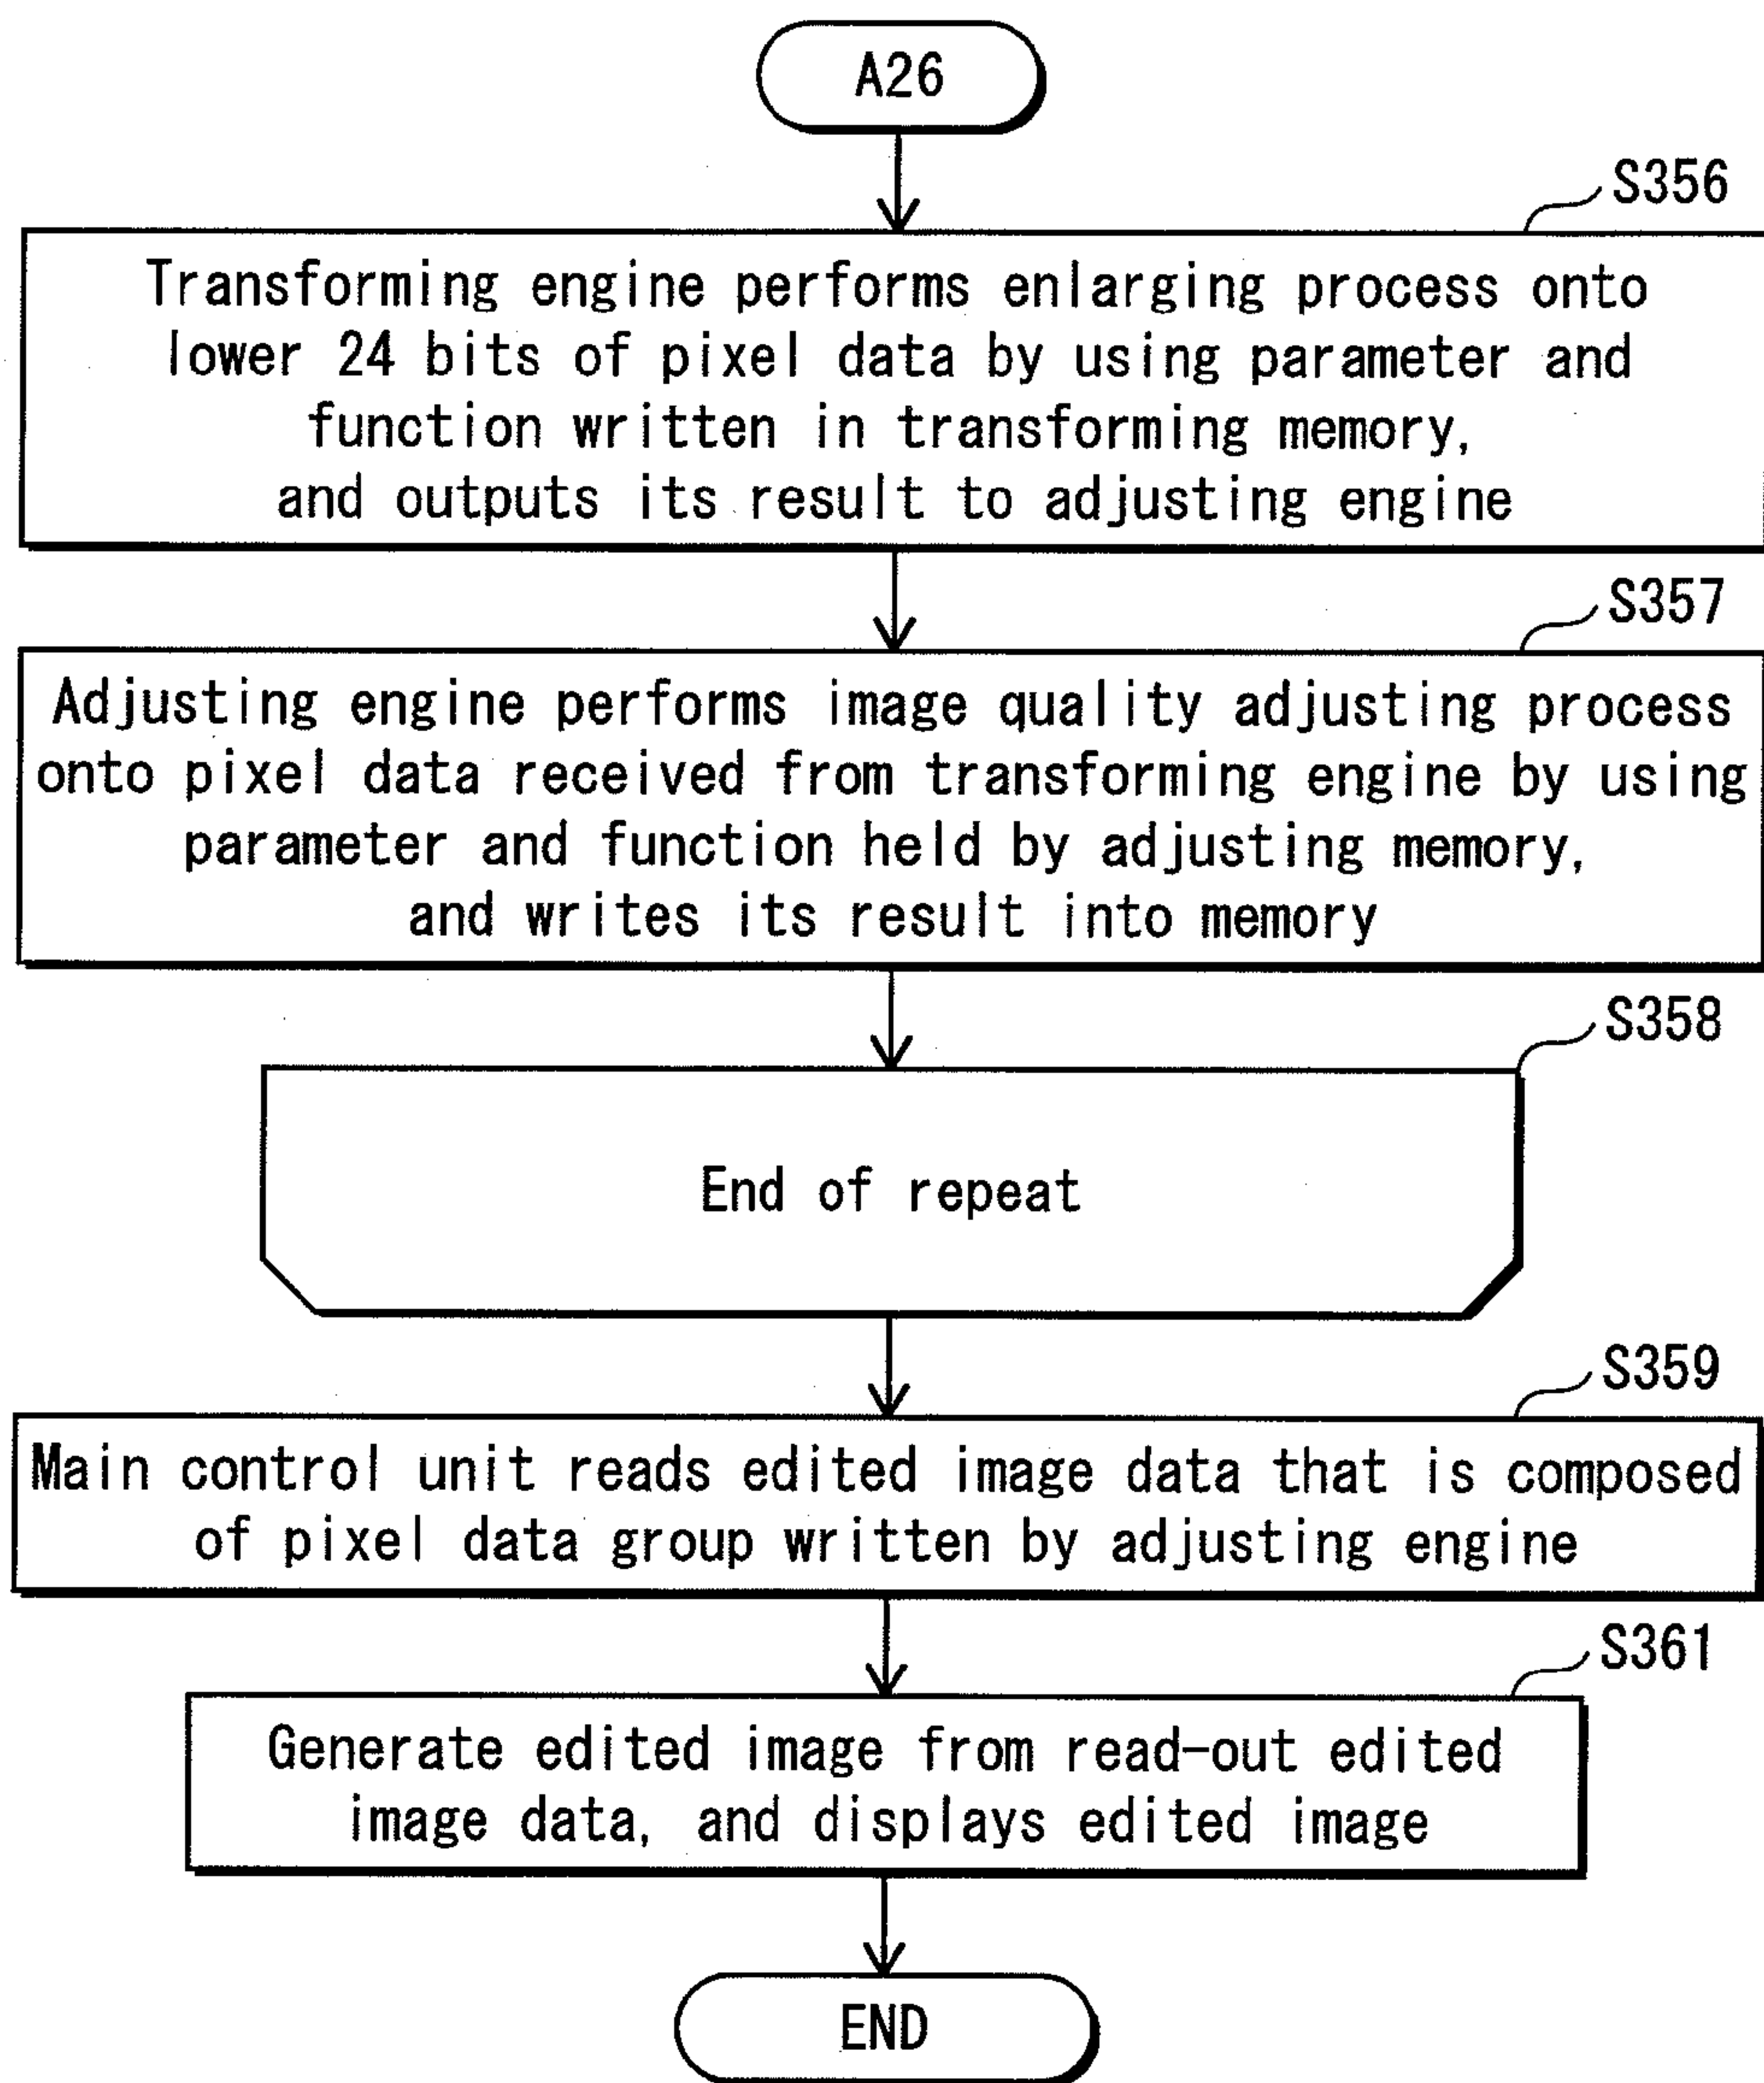 A26
S356
Transforming engine performs enlarging process onto
lower 24 bits of pixel data by using parameter and
function written in transforming memory,
and outputs its result to adjusting engine
S357
Adjusting engine performs image quality adjusting process
onto pixel data received from transforming engine by using
parameter and function held by adjusting memory,
and writes its result into memory
S358
End of repeat
S359
Main control unit reads edited image data that is composed
of pixel data group written by adjusting engine
S361
Generate edited image from read-out edited
image data, and displays edited image
END